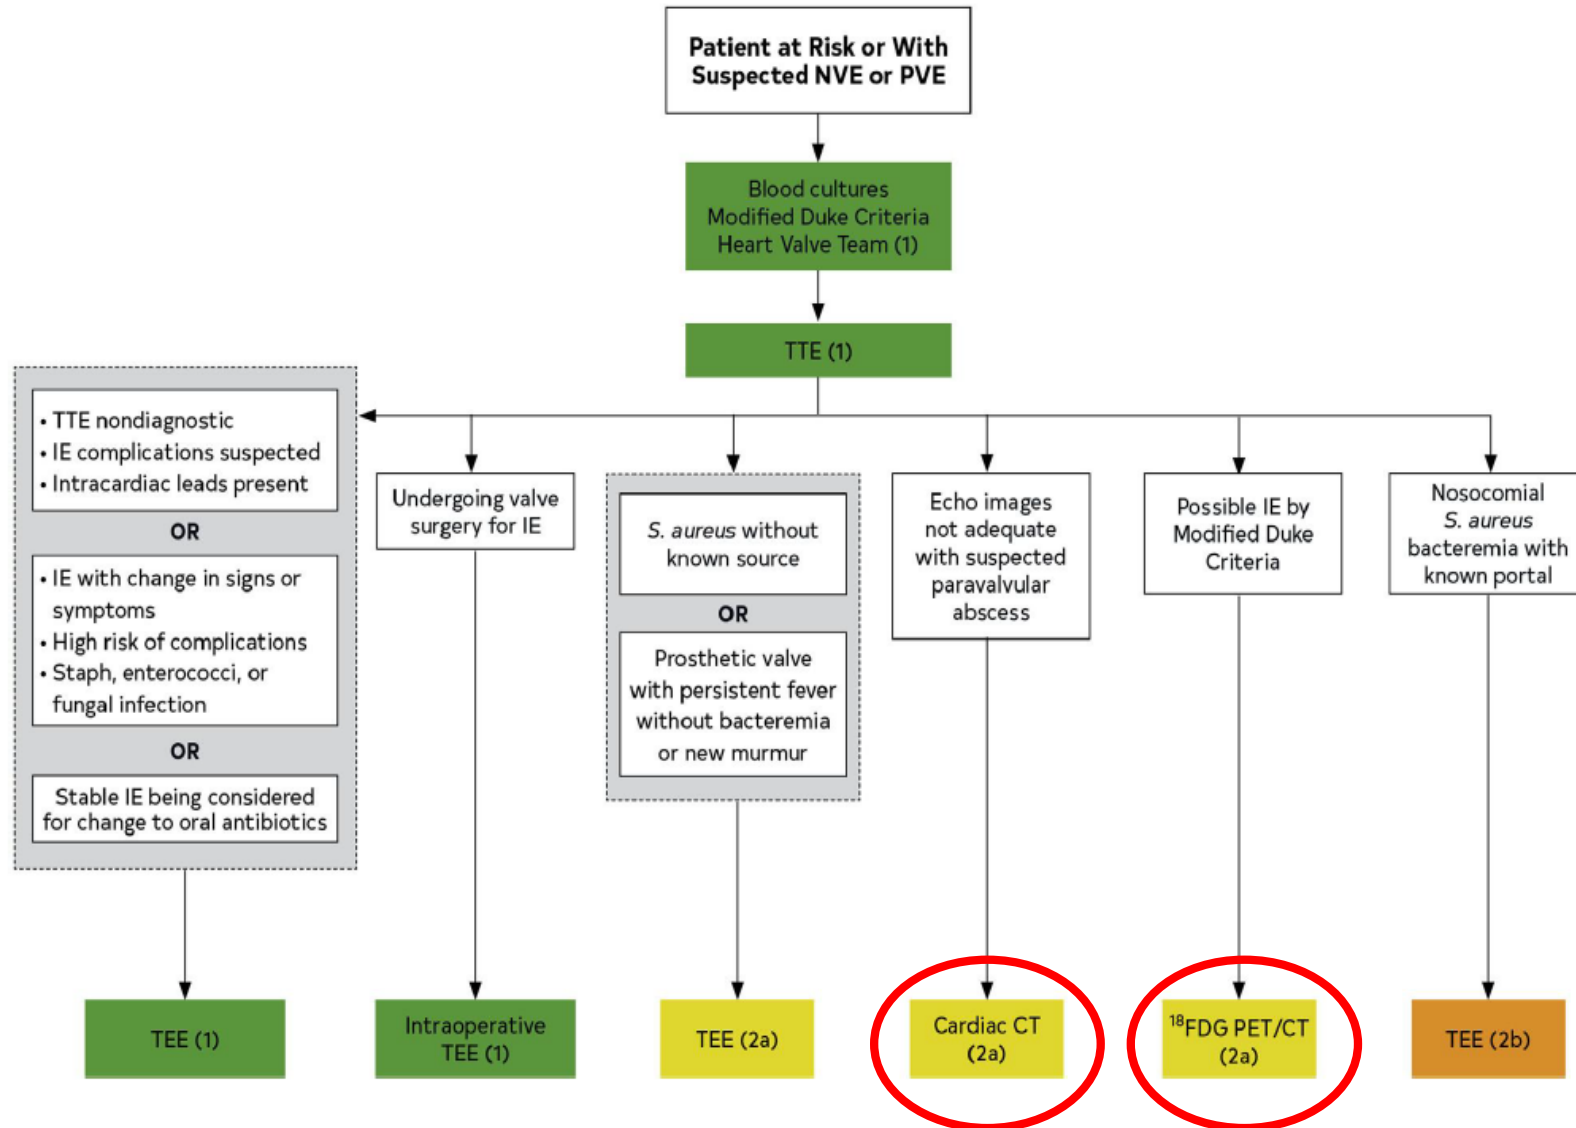 Patient at Risk or With
Suspected NVE or PVE
Blood cultures
Modified Duke Criteria
Heart Valve Team (1)
TTE (1)
• TTE nondiagnostic
• IE complications suspected
• Intracardiac leads present
OR
• IE with change in signs or
symptoms
• High risk of complications
• Staph, enterococci, or
fungal infection
OR
Stable IE being considered
for change to oral antibiotics
Undergoing valve
surgery for IE
S. aureus without
known source
OR
Prosthetic valve
with persistent fever
without bacteremia
or new murmur
Echo images
not adequate
with suspected
paravalvular
abscess
Possible IE by
Modified Duke
Criteria
Nosocomial
S. aureus
bacteremia with
known portal
TEE (1)
Intraoperative
TEE (1)
TEE (2a)
Cardiac CT
(2a)
¹⁸FDG PET/CT
(2a)
TEE (2b)